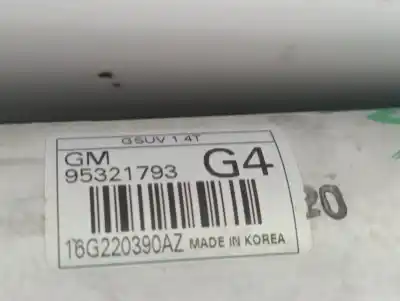 GSUV 1.4T
GM
95321793 G4
16G220390AZ MADE IN KOREA
20